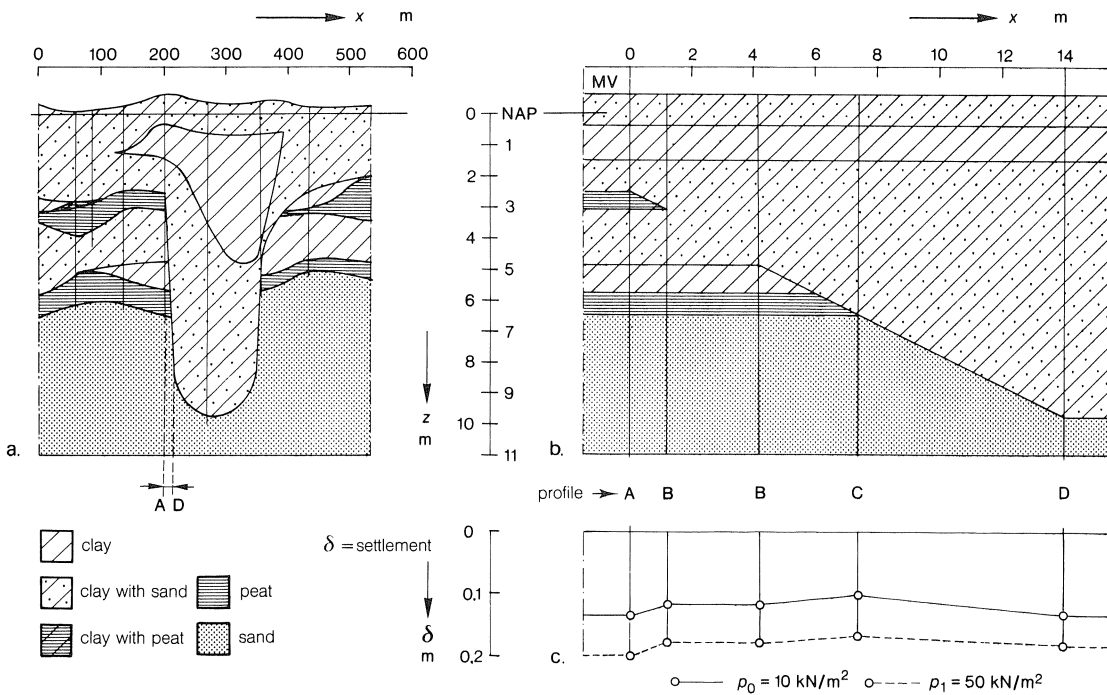 x m
0 100 200 300 400 500 600
x m
0 2 4 6 8 10 12 14
MV
0 NAP
1
2
3
4
5
6
7
8
9
10
11
z
m
a.
b.
A D
profile A B B C D
clay
clay with sand
peat
clay with peat
sand
δ = settlement
δ
m
0
0,1
0,2
c.
p₀ = 10 kN/m² p₁ = 50 kN/m²